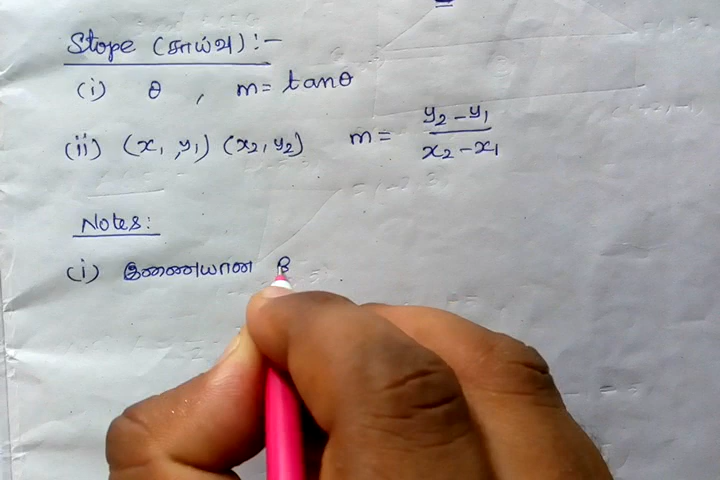 Slope (சாய்வு) :-
(i) θ , m = tanθ
(ii) (x₁, y₁) (x₂, y₂) m = (y₂ - y₁)/(x₂ - x₁)
Notes:
(i) இணையான